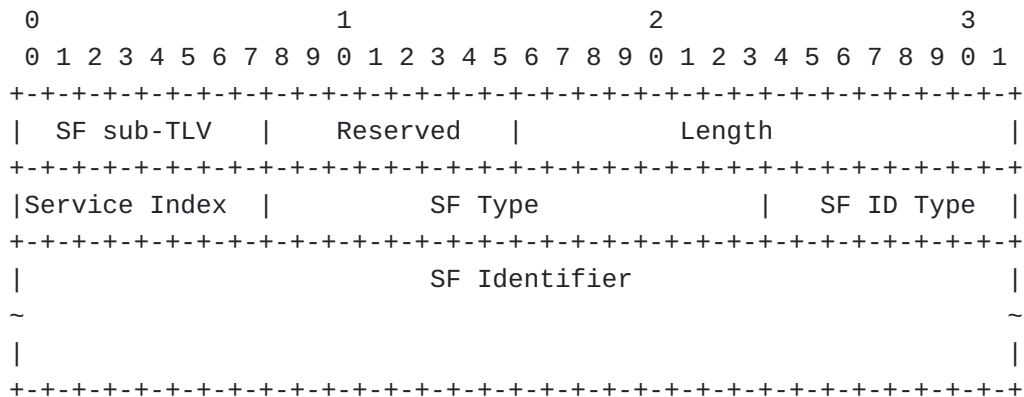 0                   1                   2                   3
 0 1 2 3 4 5 6 7 8 9 0 1 2 3 4 5 6 7 8 9 0 1 2 3 4 5 6 7 8 9 0 1
+-+-+-+-+-+-+-+-+-+-+-+-+-+-+-+-+-+-+-+-+-+-+-+-+-+-+-+-+-+-+-+-+
|  SF sub-TLV   |    Reserved   |          Length               |
+-+-+-+-+-+-+-+-+-+-+-+-+-+-+-+-+-+-+-+-+-+-+-+-+-+-+-+-+-+-+-+-+
|Service Index  |          SF Type              |   SF ID Type  |
+-+-+-+-+-+-+-+-+-+-+-+-+-+-+-+-+-+-+-+-+-+-+-+-+-+-+-+-+-+-+-+-+
|                          SF Identifier                        |
~                                                               ~
|                                                               |
+-+-+-+-+-+-+-+-+-+-+-+-+-+-+-+-+-+-+-+-+-+-+-+-+-+-+-+-+-+-+-+-+